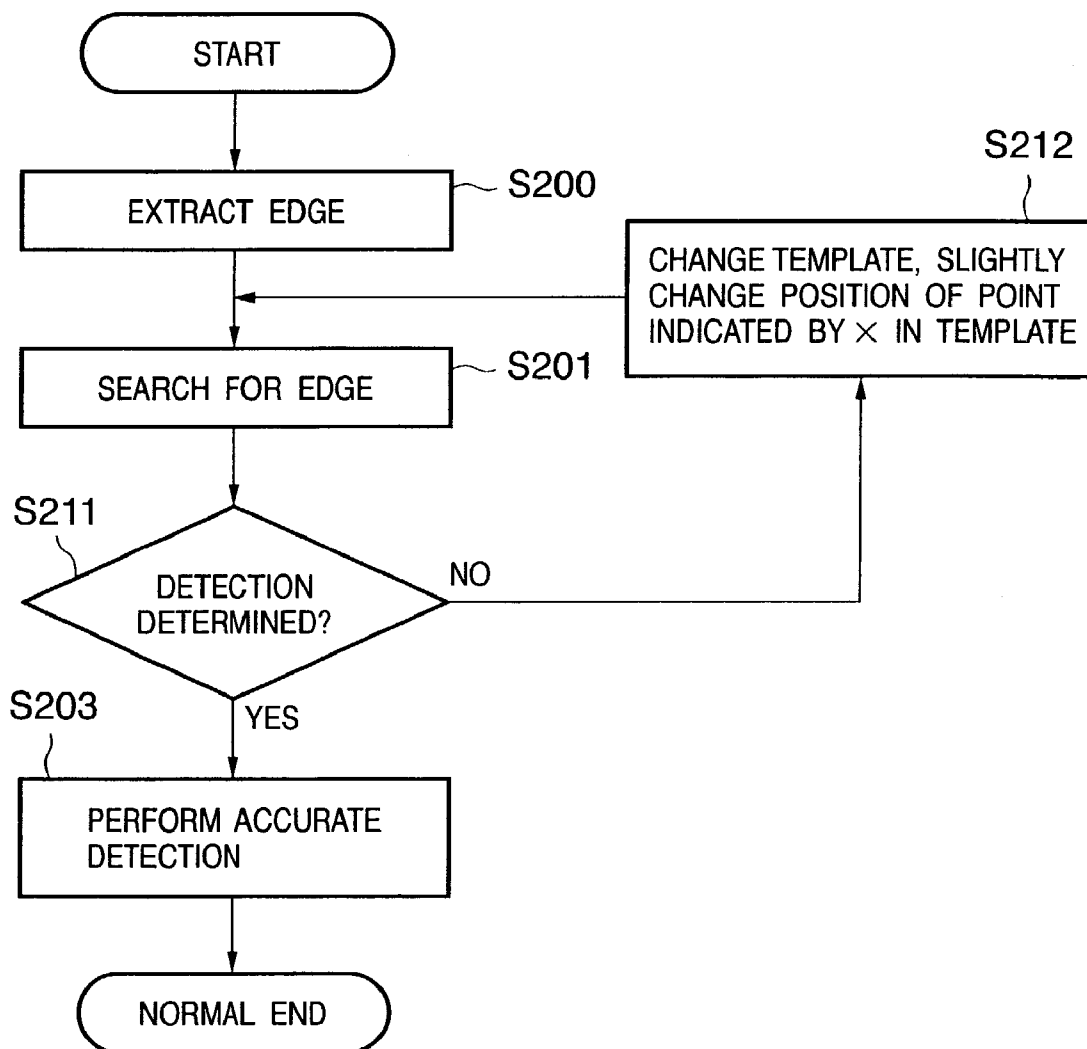 START
S200
EXTRACT EDGE
S212
CHANGE TEMPLATE, SLIGHTLY
CHANGE POSITION OF POINT
INDICATED BY × IN TEMPLATE
S201
SEARCH FOR EDGE
S211
DETECTION
DETERMINED?
NO
YES
S203
PERFORM ACCURATE
DETECTION
NORMAL END